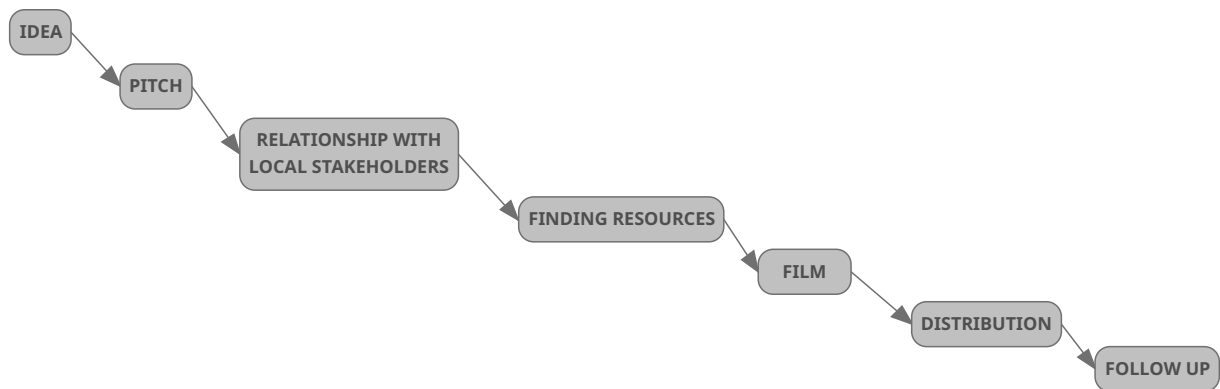 IDEA
PITCH
RELATIONSHIP WITH
LOCAL STAKEHOLDERS
FINDING RESOURCES
FILM
DISTRIBUTION
FOLLOW UP